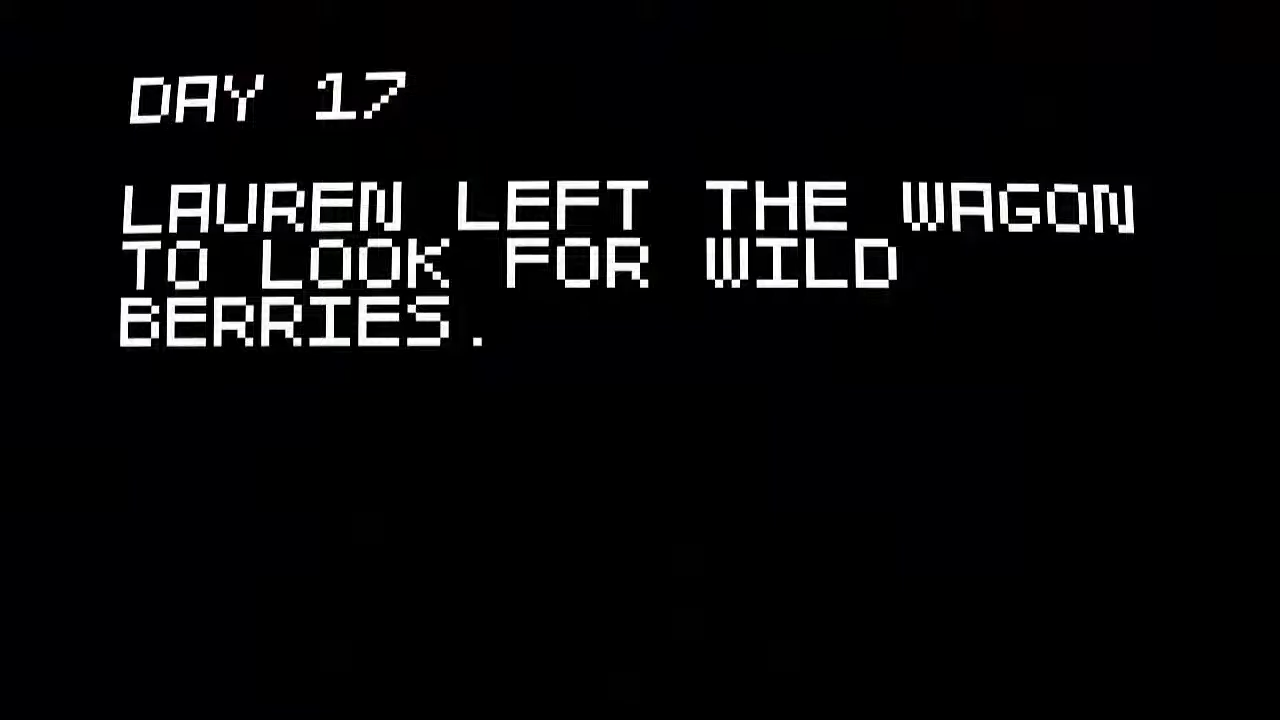 DAY 17
LAUREN LEFT THE WAGON
TO LOOK FOR WILD
BERRIES.